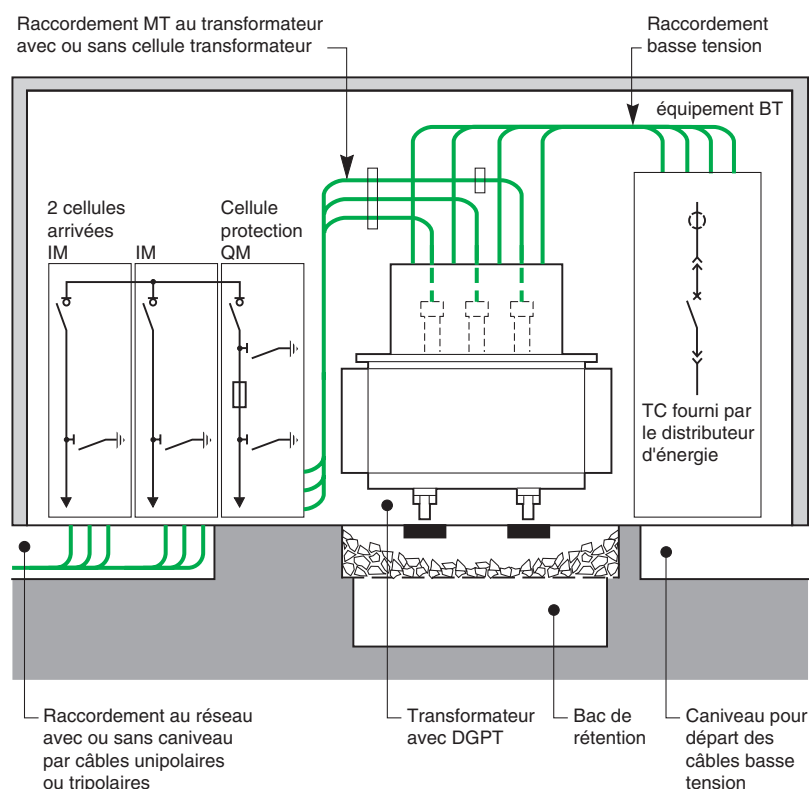 Raccordement MT au transformateur
avec ou sans cellule transformateur
Raccordement
basse tension
équipement BT
2 cellules
arrivées
IM
IM
Cellule
protection
QM
TC fourni par
le distributeur
d'énergie
Raccordement au réseau
avec ou sans caniveau
par câbles unipolaires
ou tripolaires
Transformateur
avec DGPT
Bac de
rétention
Caniveau pour
départ des
câbles basse
tension